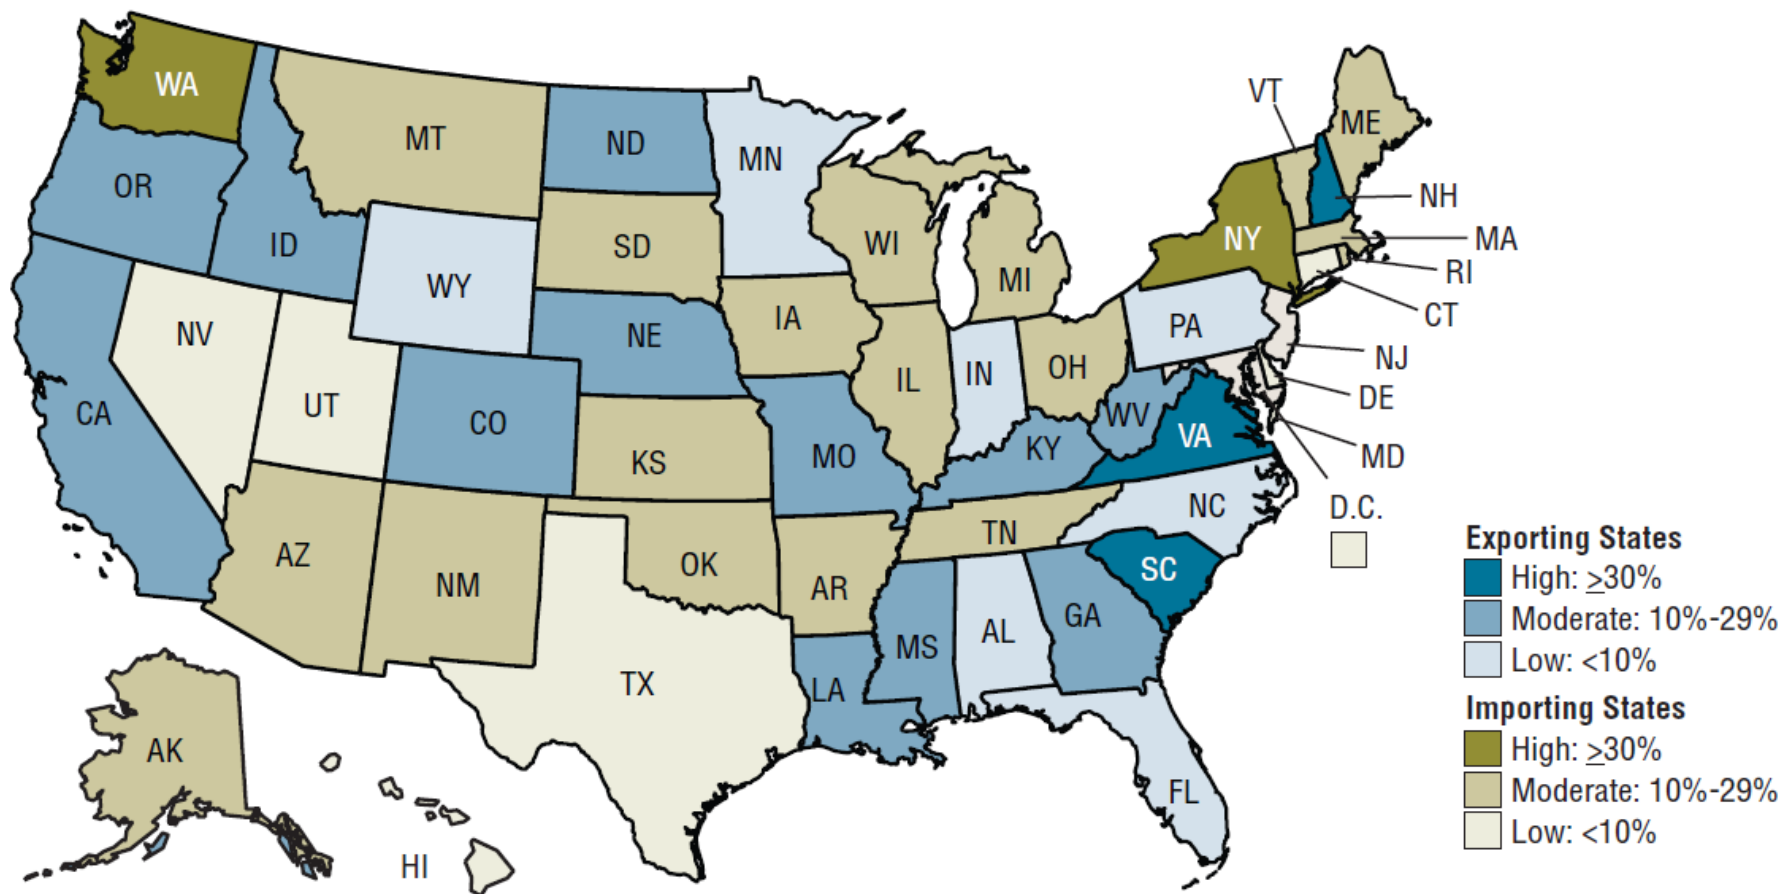 WA
MT
ND
MN
OR
ID
WY
SD
WI
MI
NV
UT
CO
NE
IA
IL
IN
OH
PA
NY
VT
ME
NH
MA
RI
CT
NJ
DE
MD
D.C.
CA
AZ
NM
KS
MO
KY
WV
VA
NC
TN
OK
AR
SC
TX
LA
MS
AL
GA
FL
AK
HI
Exporting States
High: ≥30%
Moderate: 10%-29%
Low: <10%
Importing States
High: ≥30%
Moderate: 10%-29%
Low: <10%